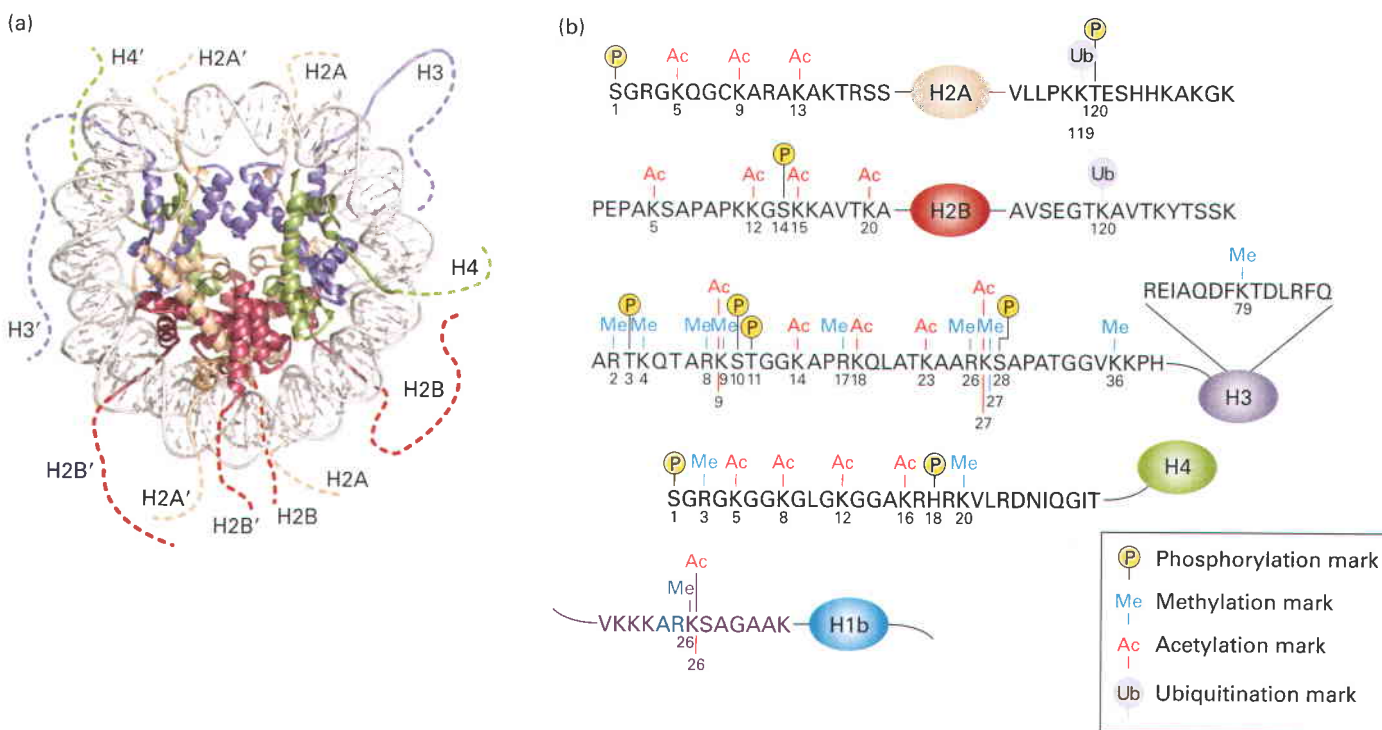 (a)
H4′
H2A′
H2A
H3
H4
H3′
H2B
H2B′
H2A′
H2B′
H2B
H2A
(b)
P
Ac
Ac
Ac
Ub
P
SGRGKQGCKARAKAKTRSS
H2A
VLLPKKTESHHKAKGK
1
5
9
13
120
119
Ac
Ac
P
Ac
Ac
Ub
PEPAKSAPAPKKGSKKAVTKA
H2B
AVSEGTKAVTKYTSSK
5
12
14
15
20
120
Me
REIAQDFKTDLRFQ
79
Ac
Ac
P
P
P
P
Me
Me
Me
Me
Ac
Me
Ac
Ac
Me
Me
Me
ARTKQTARKSTGGKAPRKQLATKAARKSAPATGGVKKPH
2
3
4
8
9
10
11
14
17
18
23
26
28
36
9
27
27
H3
P
Me
Ac
Ac
Ac
Ac
P
Me
H4
SGRGKGGKGLGKGGAKRHRKVLRDNIQGIT
1
3
5
8
12
16
18
20
Ac
Me
VKKKARKSAGAAK
H1b
26
26
P Phosphorylation mark
Me Methylation mark
Ac Acetylation mark
Ub Ubiquitination mark